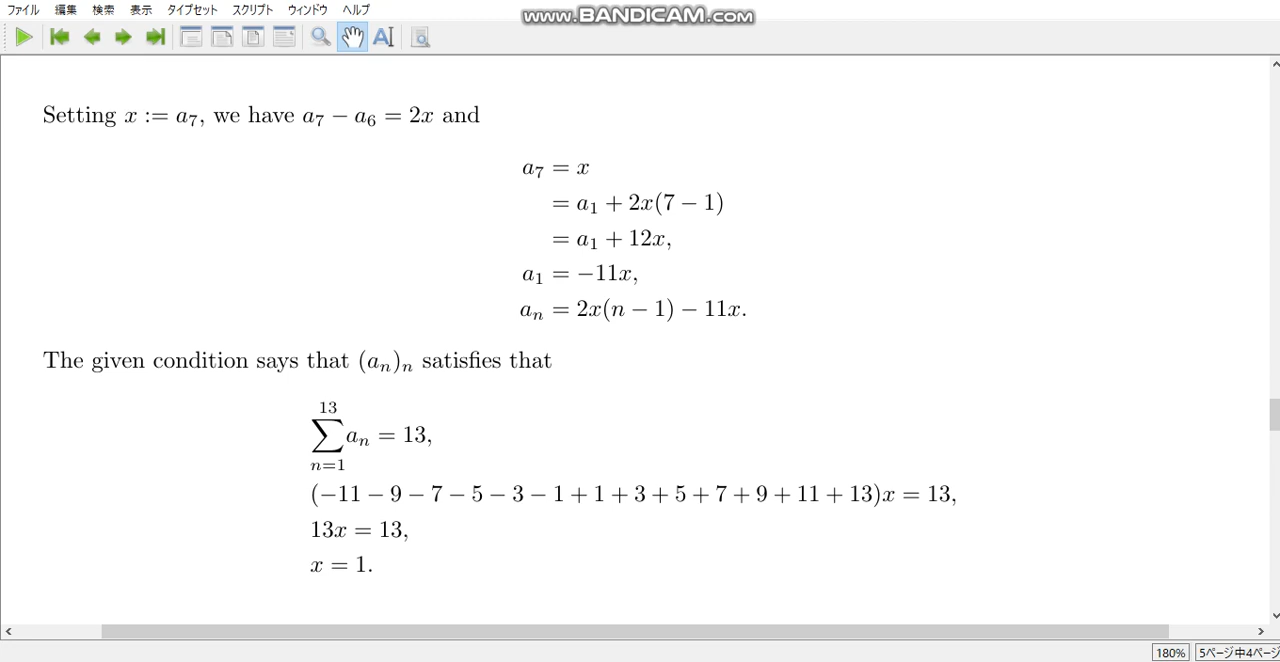 ファイル 編集 検索 表示 タイプセット スクリプト ウィンドウ ヘルプ
www.BANDICAM.com
Setting x := a₇, we have a₇ − a₆ = 2x and
a₇ = x
= a₁ + 2x(7 − 1)
= a₁ + 12x,
a₁ = −11x,
aₙ = 2x(n − 1) − 11x.
The given condition says that (aₙ)ₙ satisfies that
13
∑ aₙ = 13,
n=1
(−11 − 9 − 7 − 5 − 3 − 1 + 1 + 3 + 5 + 7 + 9 + 11 + 13)x = 13,
13x = 13,
x = 1.
180% 5ページ中4ページ